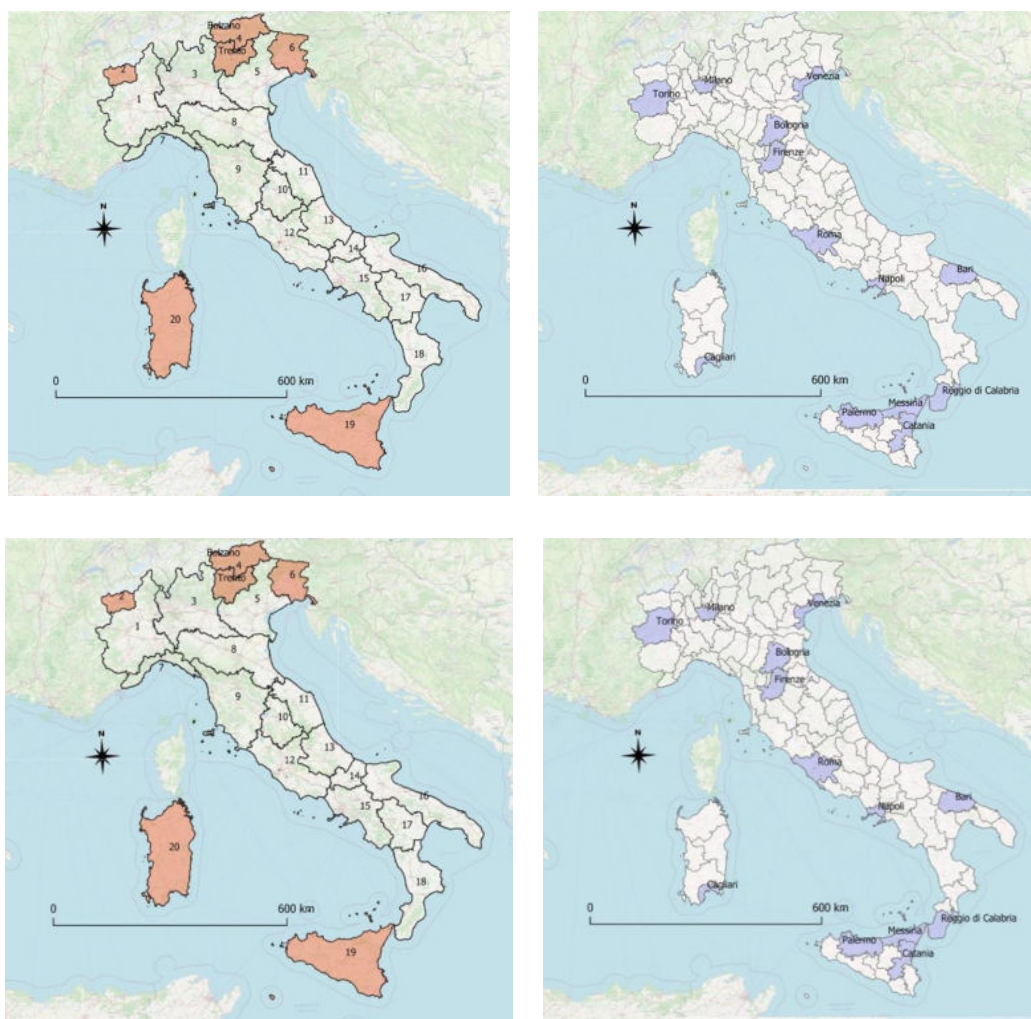 Bolzano
4
Trento
2
6
3
5
1
8
7
9
11
10
13
12
14
16
15
17
20
18
19
N
0
600 km
Milano
Venezia
Torino
Bologna
Firenze
Roma
Bari
Napoli
Cagliari
Reggio di Calabria
Messina
Palermo
Catania
N
0
600 km
Bolzano
4
Trento
2
6
3
5
1
8
7
9
11
10
13
12
14
16
15
17
20
18
19
N
0
600 km
Milano
Venezia
Torino
Bologna
Firenze
Roma
Bari
Napoli
Cagliari
Reggio di Calabria
Messina
Palermo
Catania
N
0
600 km